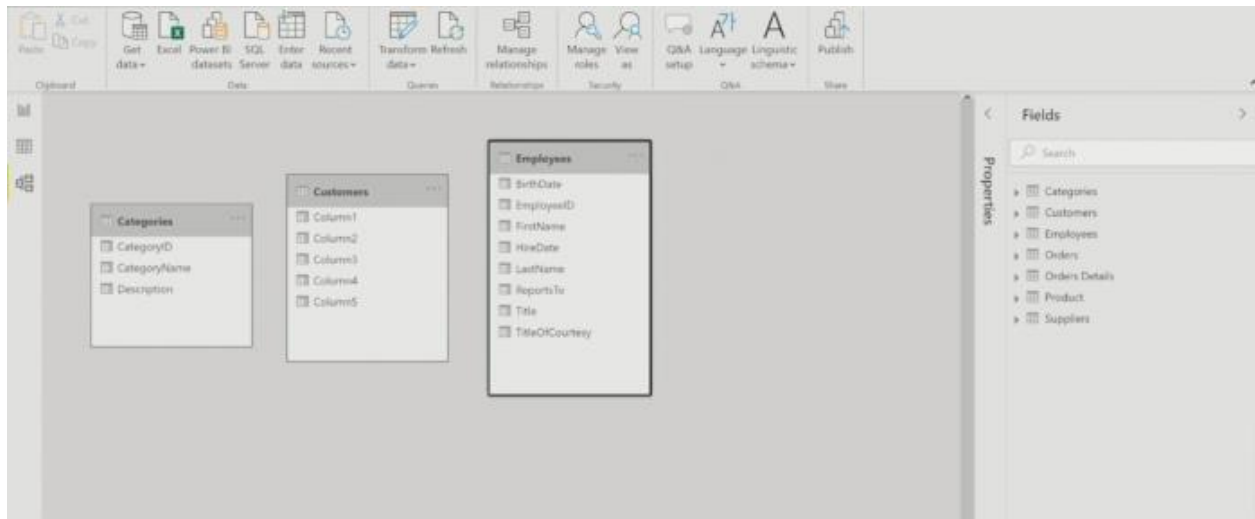 Cut
Copy
Paste
Get data
Excel
Power BI datasets
SQL Server
Enter data
Recent sources
Transform data
Refresh
Manage relationships
Manage roles
View as
Q&A setup
Language
Linguistic schema
Publish
Clipboard
Data
Queries
Relationships
Security
Q&A
Share
Categories
CategoryID
CategoryName
Description
Customers
Column1
Column2
Column3
Column4
Column5
Employees
BirthDate
EmployeeID
FirstName
HireDate
LastName
ReportsTo
Title
TitleOfCourtesy
Properties
Fields
Search
Categories
Customers
Employees
Orders
Orders Details
Product
Suppliers